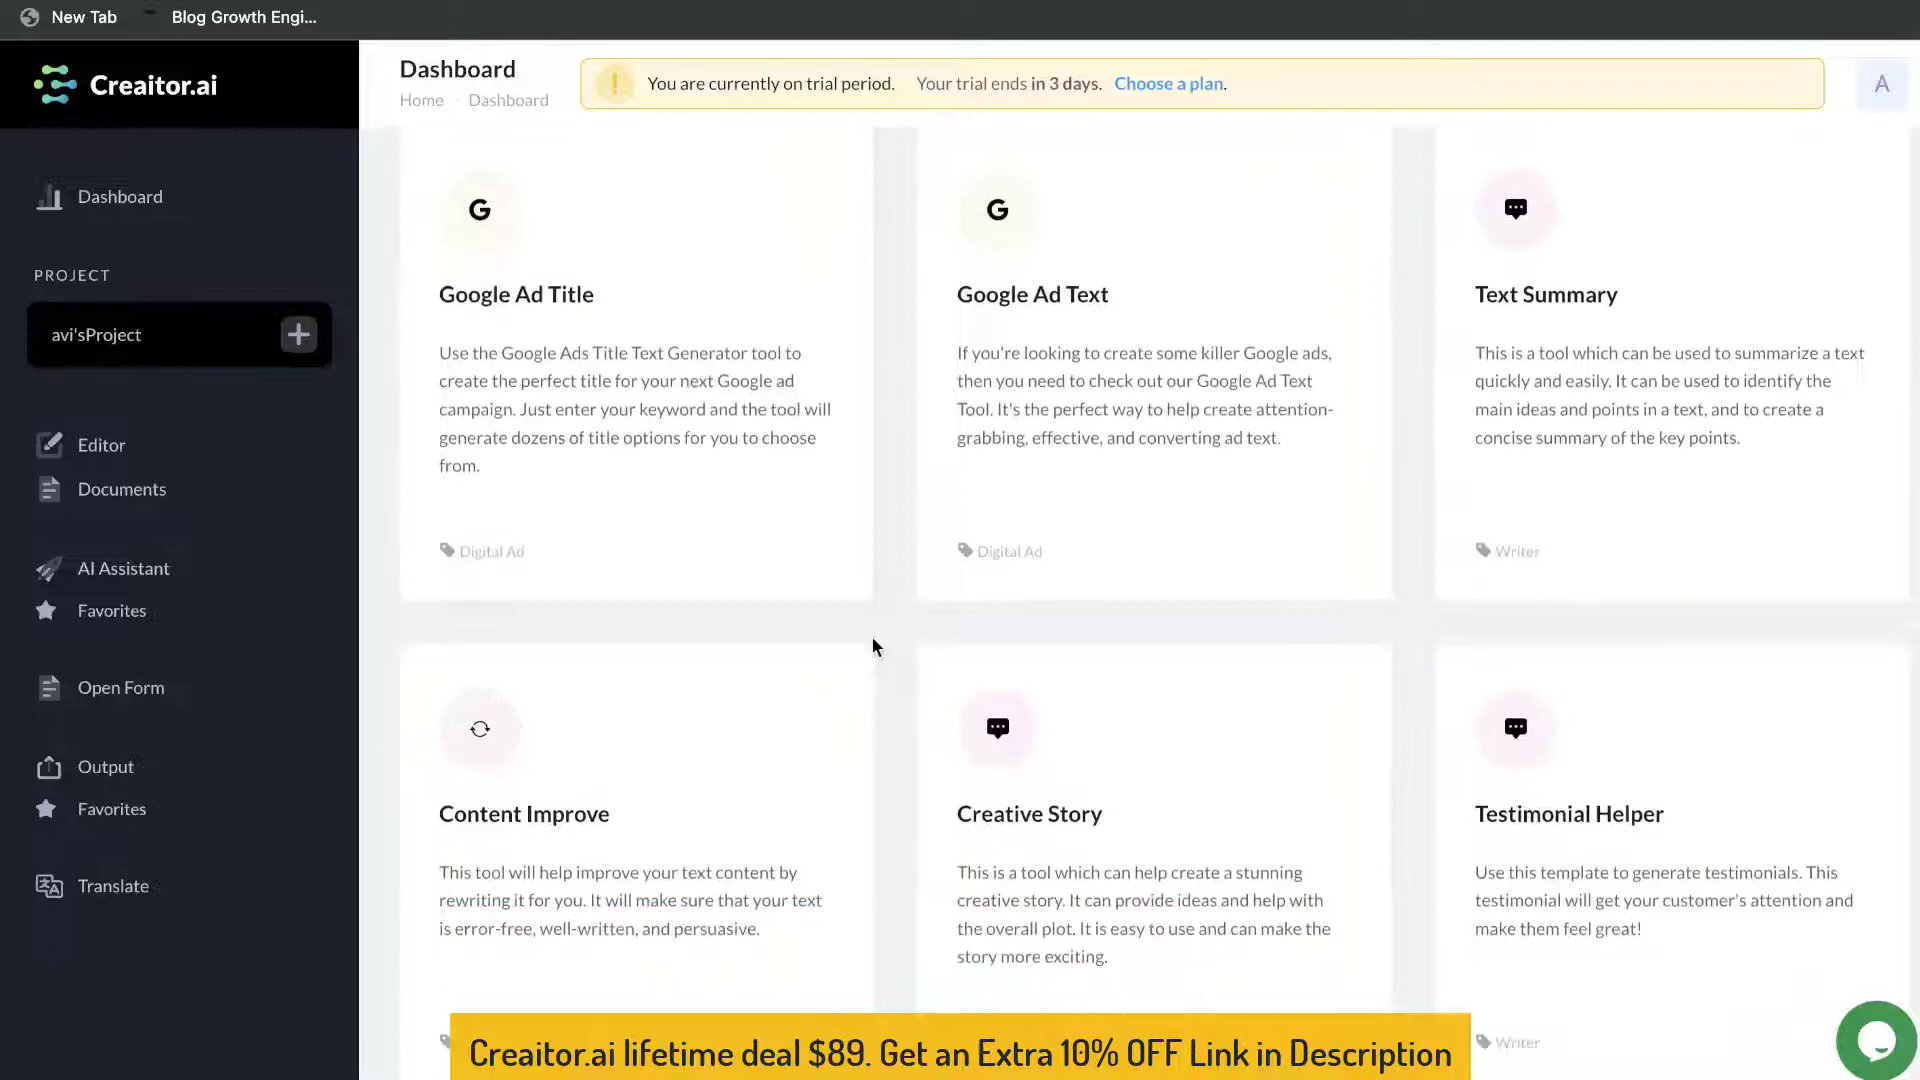 New Tab
Blog Growth Engi...
Creaitor.ai
Dashboard
Home - Dashboard
You are currently on trial period. Your trial ends in 3 days. Choose a plan.
A
Dashboard
PROJECT
avi'sProject
Editor
Documents
AI Assistant
Favorites
Open Form
Output
Favorites
Translate
Google Ad Title
Use the Google Ads Title Text Generator tool to
create the perfect title for your next Google ad
campaign. Just enter your keyword and the tool will
generate dozens of title options for you to choose
from.
Digital Ad
Google Ad Text
If you're looking to create some killer Google ads,
then you need to check out our Google Ad Text
Tool. It's the perfect way to help create attention-
grabbing, effective, and converting ad text.
Digital Ad
Text Summary
This is a tool which can be used to summarize a text
quickly and easily. It can be used to identify the
main ideas and points in a text, and to create a
concise summary of the key points.
Writer
Content Improve
This tool will help improve your text content by
rewriting it for you. It will make sure that your text
is error-free, well-written, and persuasive.
Creative Story
This is a tool which can help create a stunning
creative story. It can provide ideas and help with
the overall plot. It is easy to use and can make the
story more exciting.
Testimonial Helper
Use this template to generate testimonials. This
testimonial will get your customer's attention and
make them feel great!
Writer
Creaitor.ai lifetime deal $89. Get an Extra 10% OFF Link in Description